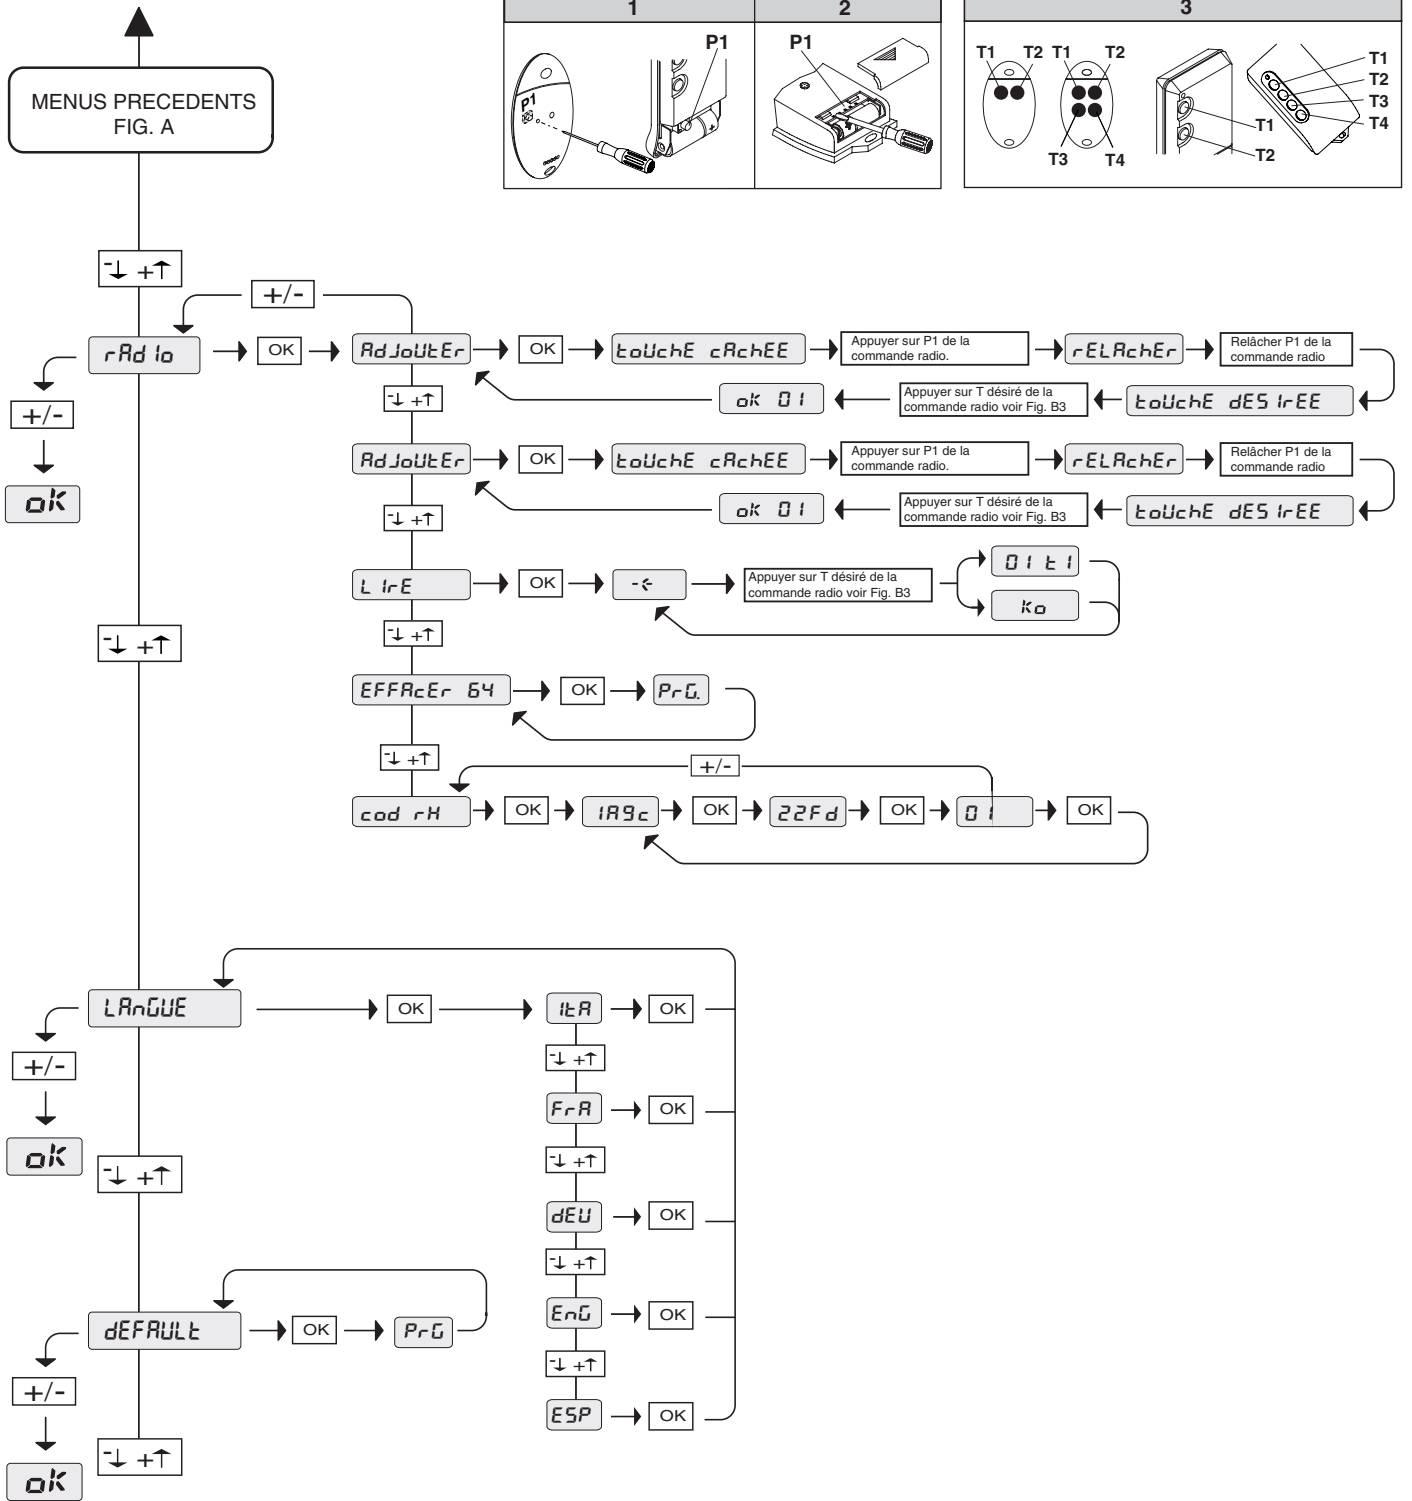 1
2
3
P1
P1
P1
T1
T2
T1
T2
T3
T4
T1
T2
T1
T2
T3
T4
MENUS PRECEDENTS
FIG. A
-↓ +↑
+/-
rAdIo
OK
AdJoUtEr
OK
toUchE cAchEE
Appuyer sur P1 de la
commande radio.
rELAchEr
Relâcher P1 de la
commande radio
+/-
oK
-↓ +↑
oK 01
Appuyer sur T désiré de la
commande radio voir Fig. B3
toUchE dESIrEE
AdJoUtEr
OK
toUchE cAchEE
Appuyer sur P1 de la
commande radio.
rELAchEr
Relâcher P1 de la
commande radio
-↓ +↑
oK 01
Appuyer sur T désiré de la
commande radio voir Fig. B3
toUchE dESIrEE
LIrE
OK
-<-
Appuyer sur T désiré de la
commande radio voir Fig. B3
01 t1
Ko
-↓ +↑
-↓ +↑
EFFAcEr 64
OK
PrG.
-↓ +↑
+/-
cod rH
OK
1A9c
OK
22Fd
OK
01
OK
LAnGUE
OK
ItA
OK
+/-
oK
-↓ +↑
FrA
OK
-↓ +↑
-↓ +↑
dEU
OK
-↓ +↑
dEFAULt
OK
PrG
EnG
OK
+/-
oK
-↓ +↑
ESP
OK
-↓ +↑